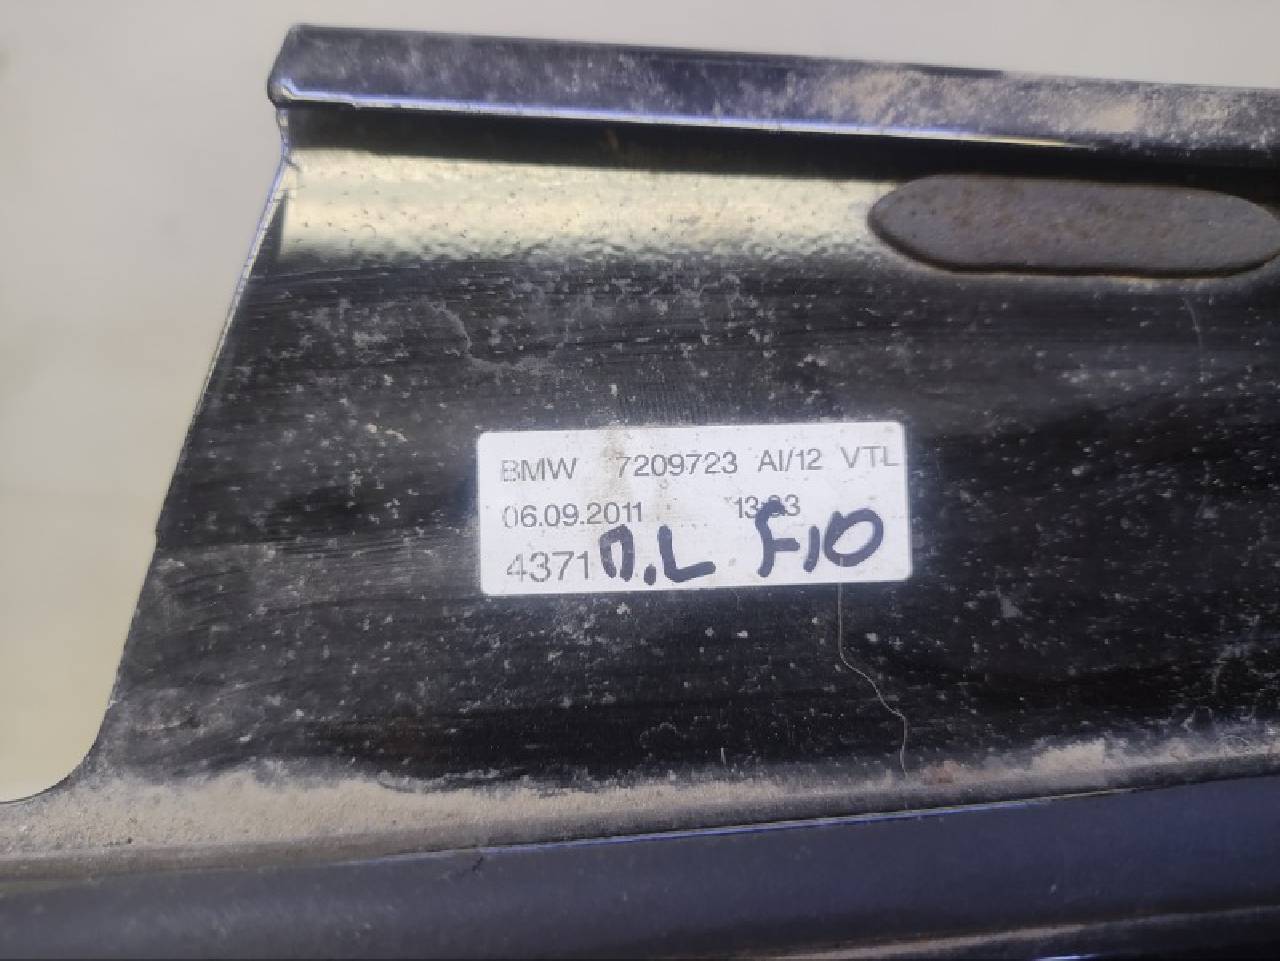 BMW 7209723 AI/12 VTL
06.09.2011
4371 П.L F10